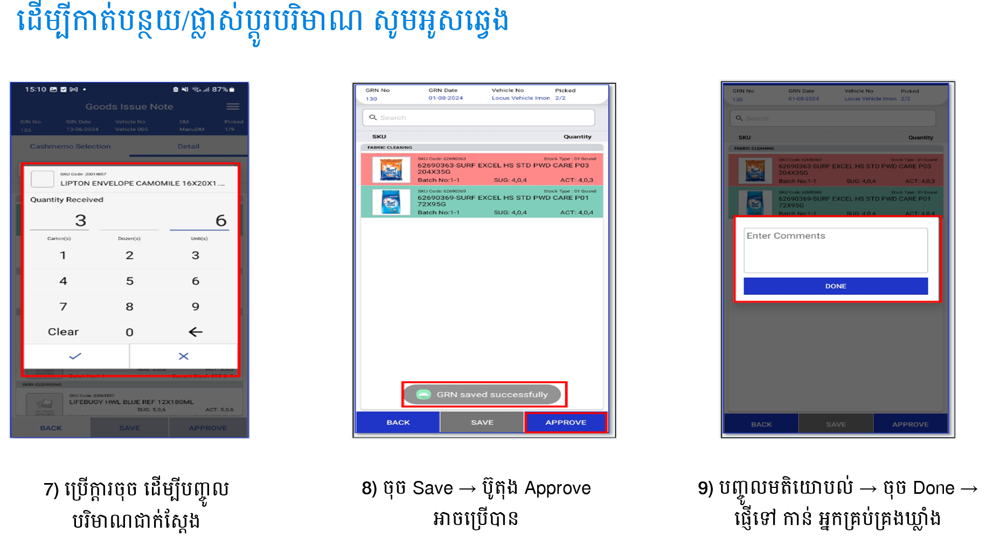 ដើម្បីកាត់បន្ថយ/ផ្លាស់ប្ដូរបរិមាណ សូមអូសឆ្វេង
15:10
87%
Goods Issue Note
GIN No. GIN Date Vehicle No DM Picked
155 13-06-2024 Vehicle 005 ManuDM 1/9
Cashmemo Selection Detail
SKU Code: 20014857
LIPTON ENVELOPE CAMOMILE 16X20X1....
Quantity Received
3 6
Carton(s) Dozen(s) Unit(s)
1 2 3
4 5 6
7 8 9
Clear 0
SKIN CLEANSING
SKU Code: 20061857
LIFEBUOY HWL BLUE REF 12X180ML
SUG: 5,0,6 ACT: 5,0,6
BACK SAVE APPROVE
7) ប្រើក្ដារចុច ដើម្បីបញ្ចូល
បរិមាណជាក់ស្ដែង
GRN No GRN Date Vehicle No Picked
130 01-08-2024 Locus Vehicle Imon 2/2
Search
SKU Quantity
FABRIC CLEANING
SKU Code: 62690363 Stock Type : 01-Sound
62690363-SURF EXCEL HS STD PWD CARE P03
204X35G
Batch No:1-1 SUG: 4,0,4 ACT: 4,0,3
SKU Code: 62690369 Stock Type : 01-Sound
62690369-SURF EXCEL HS STD PWD CARE P01
72X95G
Batch No:1-1 SUG: 4,0,4 ACT: 4,0,4
GRN saved successfully
BACK SAVE APPROVE
8) ចុច Save → ប៊ូតុង Approve
អាចប្រើបាន
GRN No GRN Date Vehicle No Picked
130 01-08-2024 Locus Vehicle Imon 2/2
Search
SKU Quantity
FABRIC CLEANING
SKU Code: 62690363 Stock Type : 01-Sound
62690363-SURF EXCEL HS STD PWD CARE P03
204X35G
Batch No:1-1 SUG: 4,0,4 ACT: 4,0,3
SKU Code: 62690369 Stock Type : 01-Sound
62690369-SURF EXCEL HS STD PWD CARE P01
72X95G
Batch No:1-1 SUG: 4,0,4 ACT: 4,0,4
Enter Comments
DONE
BACK SAVE APPROVE
9) បញ្ចូលមតិយោបល់ → ចុច Done →
ផ្ញើទៅ កាន់ អ្នកគ្រប់គ្រងឃ្លាំង